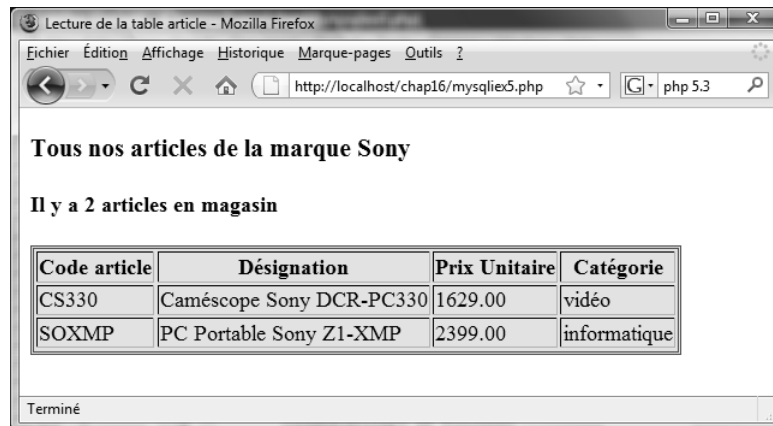 Lecture de la table article - Mozilla Firefox
Fichier Édition Affichage Historique Marque-pages Outils ?
http://localhost/chap16/mysqliex5.php G php 5.3
Tous nos articles de la marque Sony
Il y a 2 articles en magasin
Code article Désignation Prix Unitaire Catégorie
CS330 Caméscope Sony DCR-PC330 1629.00 vidéo
SOXMP PC Portable Sony Z1-XMP 2399.00 informatique
Terminé